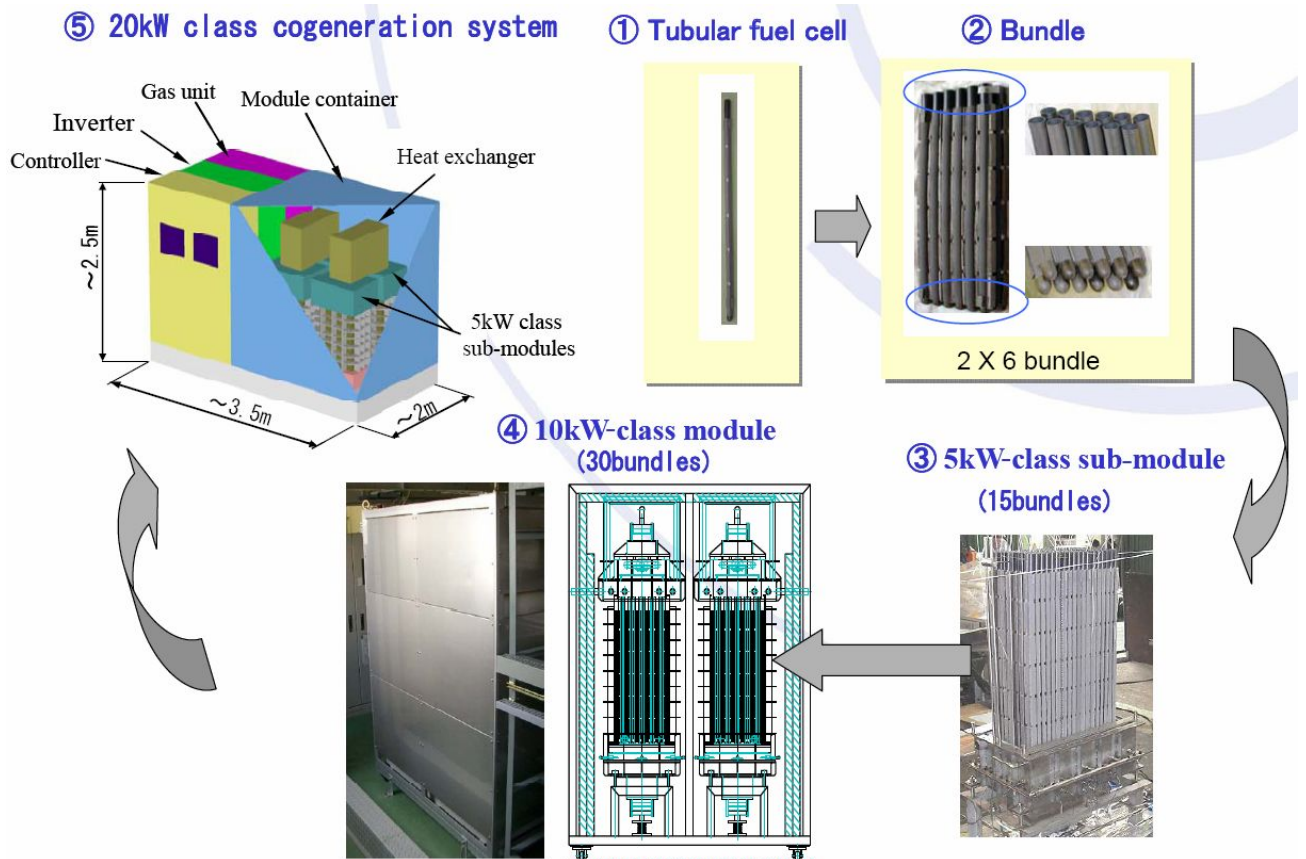 ⑤ 20kW class cogeneration system
① Tubular fuel cell
② Bundle
Gas unit
Module container
Inverter
Heat exchanger
Controller
~2.5m
5kW class
sub-modules
~3.5m
~2m
2 X 6 bundle
④ 10kW-class module
(30bundles)
③ 5kW-class sub-module
(15bundles)